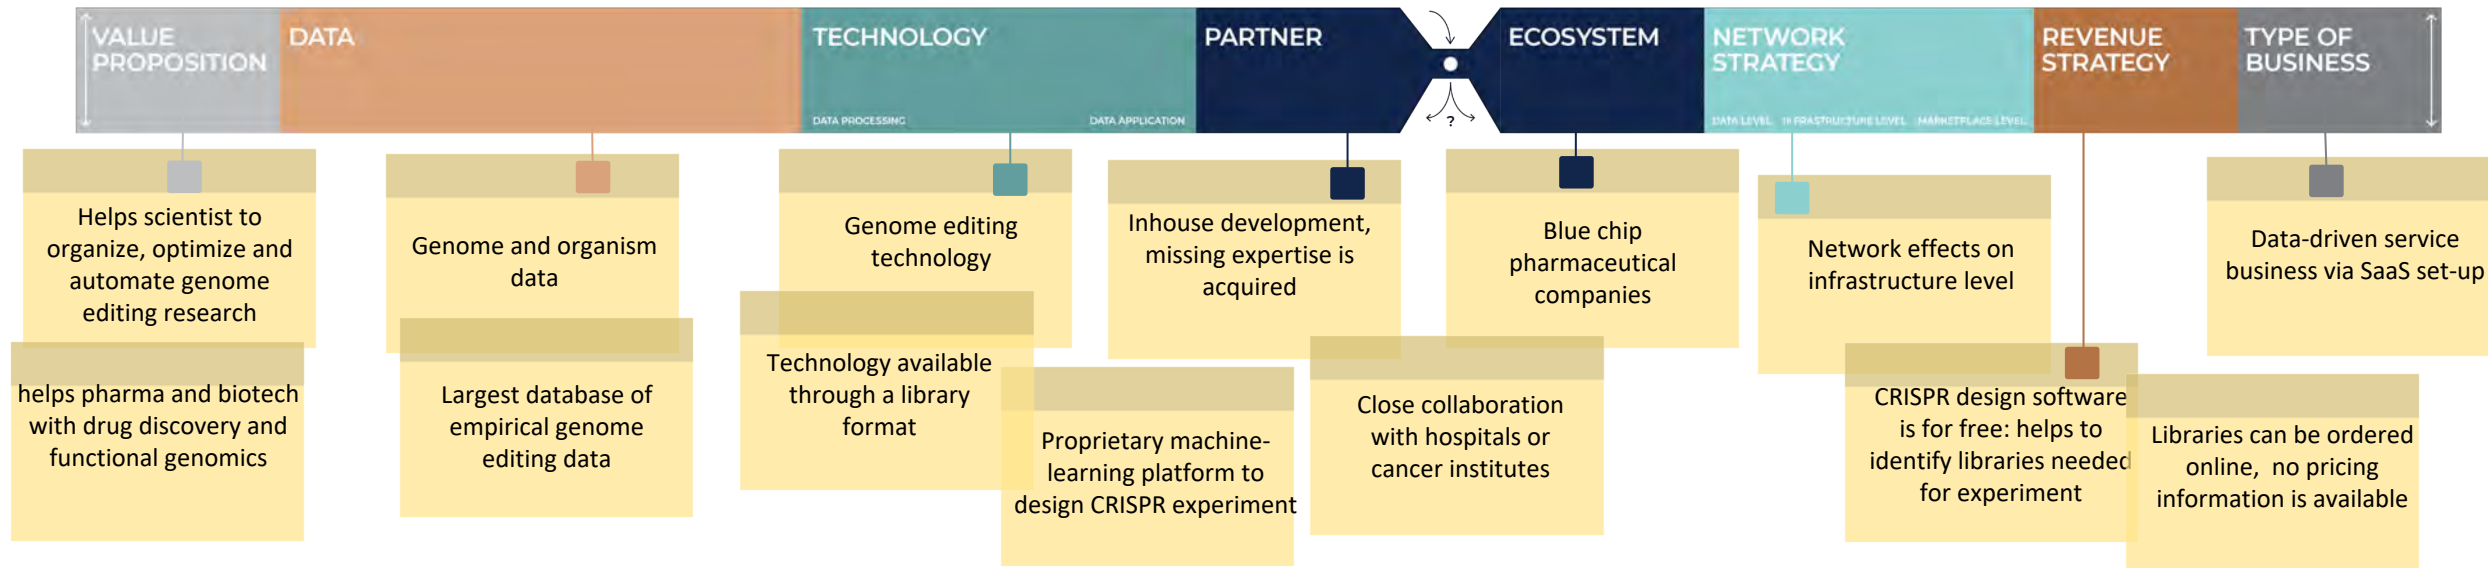 VALUE
PROPOSITION
DATA
TECHNOLOGY
DATA PROCESSING
DATA APPLICATION
PARTNER
?
ECOSYSTEM
NETWORK
STRATEGY
DATA LEVEL
INFRASTRUCTURE LEVEL
MARKETPLACE LEVEL
REVENUE
STRATEGY
TYPE OF
BUSINESS
Helps scientist to
organize, optimize and
automate genome
editing research
helps pharma and biotech
with drug discovery and
functional genomics
Genome and organism
data
Largest database of
empirical genome
editing data
Genome editing
technology
Technology available
through a library
format
Proprietary machine-
learning platform to
design CRISPR experiment
Inhouse development,
missing expertise is
acquired
Close collaboration
with hospitals or
cancer institutes
Blue chip
pharmaceutical
companies
Network effects on
infrastructure level
CRISPR design software
is for free: helps to
identify libraries needed
for experiment
Libraries can be ordered
online, no pricing
information is available
Data-driven service
business via SaaS set-up